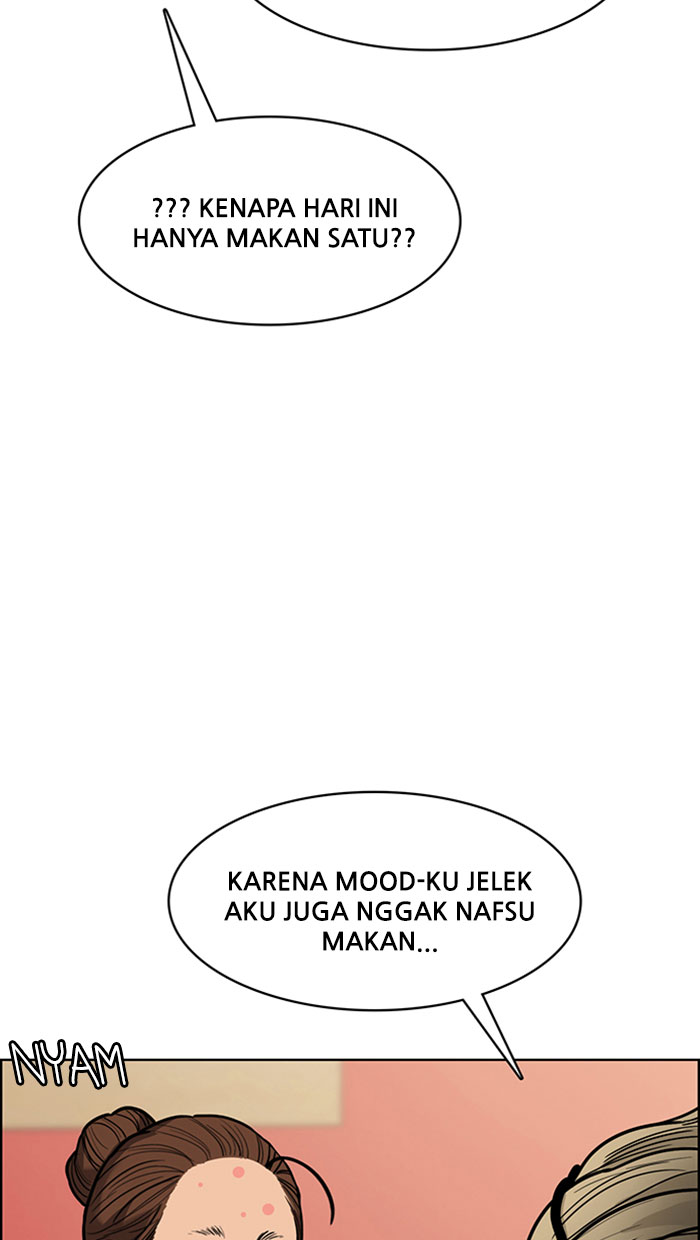 ??? KENAPA HARI INI
HANYA MAKAN SATU??
KARENA MOOD-KU JELEK
AKU JUGA NGGAK NAFSU
MAKAN...
NYAM